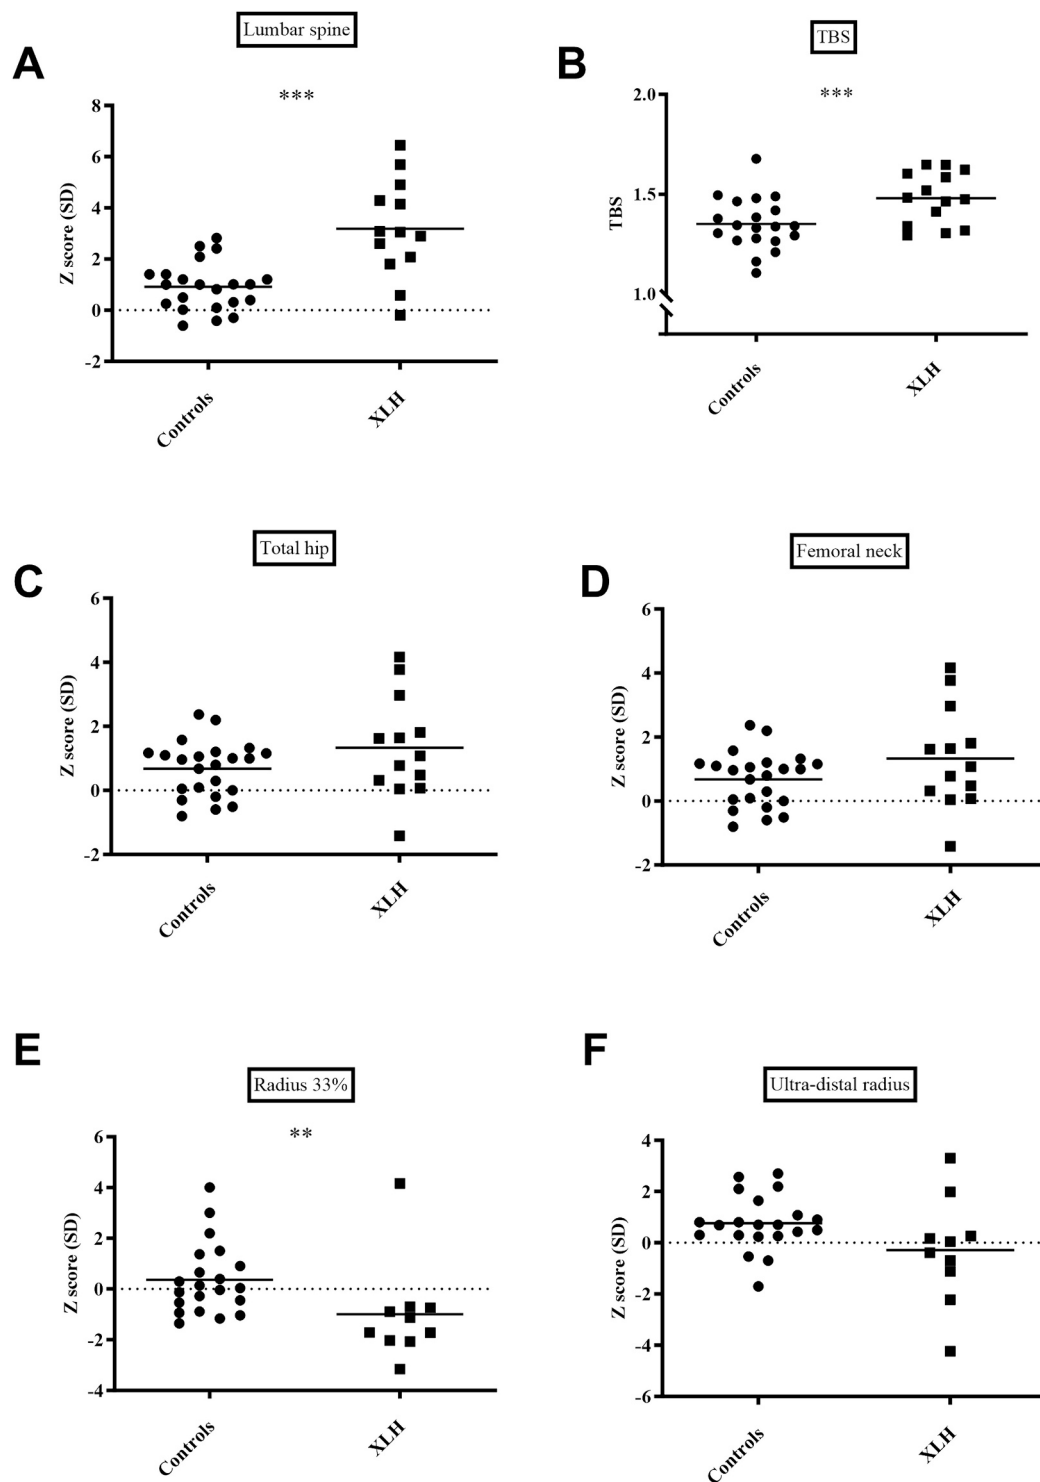 A
Lumbar spine
***
Z score (SD)
8
6
4
2
0
-2
Controls
XLH
B
TBS
***
TBS
2.0
1.5
1.0
Controls
XLH
C
Total hip
Z score (SD)
6
4
2
0
-2
Controls
XLH
D
Femoral neck
Z score (SD)
6
4
2
0
-2
Controls
XLH
E
Radius 33%
**
Z score (SD)
6
4
2
0
-2
-4
Controls
XLH
F
Ultra-distal radius
Z score (SD)
4
2
0
-2
-4
-6
Controls
XLH